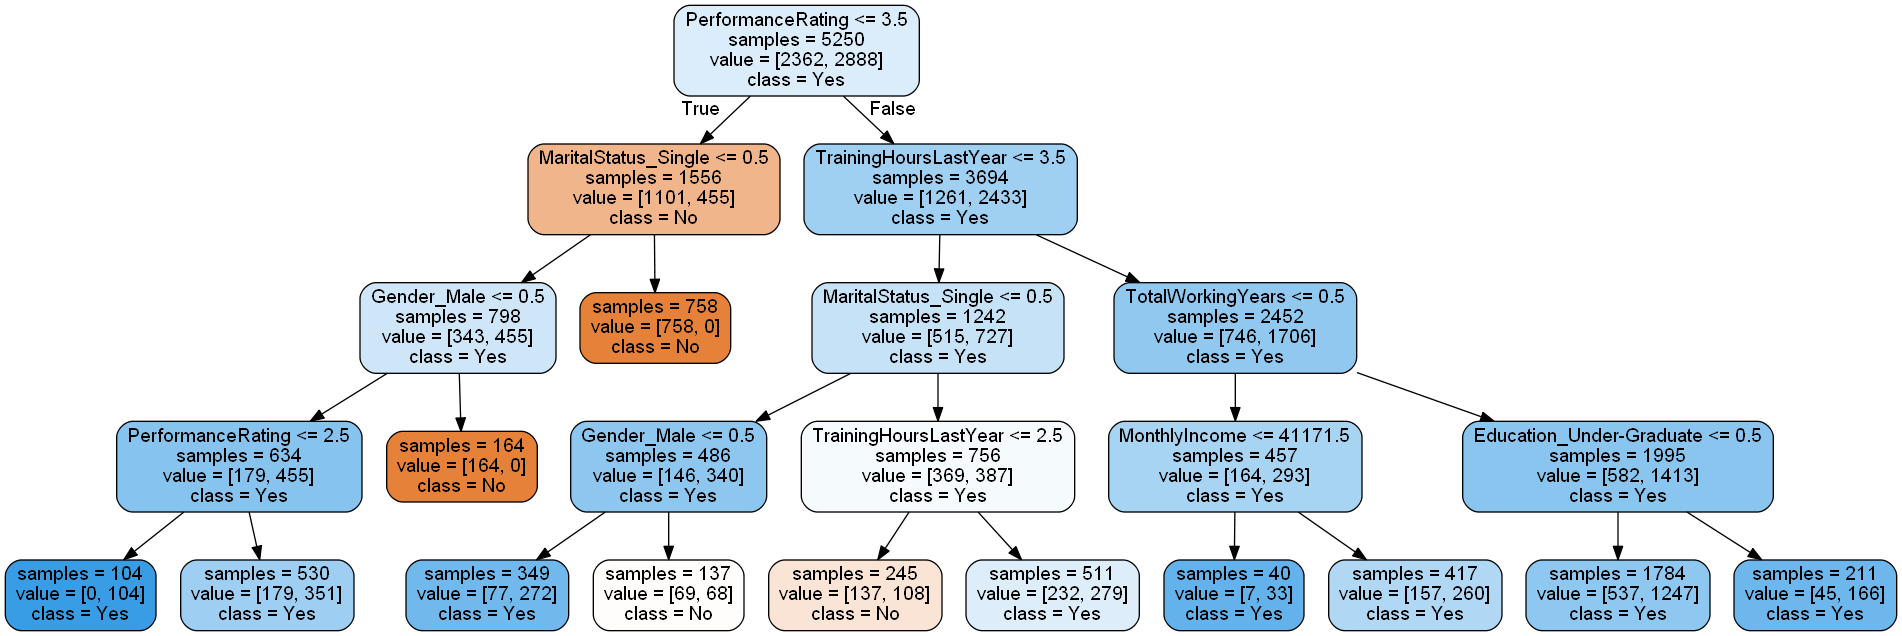 PerformanceRating <= 3.5
samples = 5250
value = [2362, 2888]
class = Yes
True
False
MaritalStatus_Single <= 0.5
samples = 1556
value = [1101, 455]
class = No
TrainingHoursLastYear <= 3.5
samples = 3694
value = [1261, 2433]
class = Yes
Gender_Male <= 0.5
samples = 798
value = [343, 455]
class = Yes
samples = 758
value = [758, 0]
class = No
MaritalStatus_Single <= 0.5
samples = 1242
value = [515, 727]
class = Yes
TotalWorkingYears <= 0.5
samples = 2452
value = [746, 1706]
class = Yes
PerformanceRating <= 2.5
samples = 634
value = [179, 455]
class = Yes
samples = 164
value = [164, 0]
class = No
Gender_Male <= 0.5
samples = 486
value = [146, 340]
class = Yes
TrainingHoursLastYear <= 2.5
samples = 756
value = [369, 387]
class = Yes
MonthlyIncome <= 41171.5
samples = 457
value = [164, 293]
class = Yes
Education_Under-Graduate <= 0.5
samples = 1995
value = [582, 1413]
class = Yes
samples = 104
value = [0, 104]
class = Yes
samples = 530
value = [179, 351]
class = Yes
samples = 349
value = [77, 272]
class = Yes
samples = 137
value = [69, 68]
class = No
samples = 245
value = [137, 108]
class = No
samples = 511
value = [232, 279]
class = Yes
samples = 40
value = [7, 33]
class = Yes
samples = 417
value = [157, 260]
class = Yes
samples = 1784
value = [537, 1247]
class = Yes
samples = 211
value = [45, 166]
class = Yes